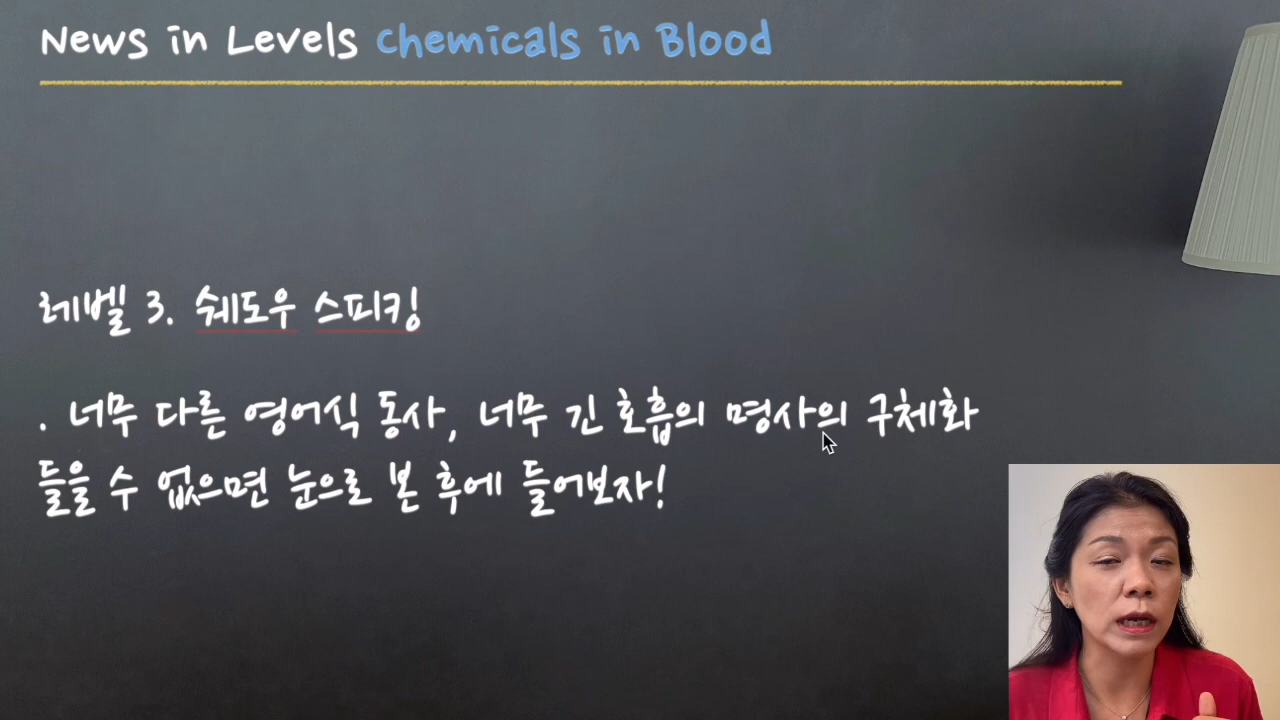 News in Levels Chemicals in Blood
레벨 3. 쉐도우 스피킹
. 너무 다른 영어식 동사, 너무 긴 호흡의 명사의 구체화
들을 수 없으면 눈으로 본 후에 들어보자!